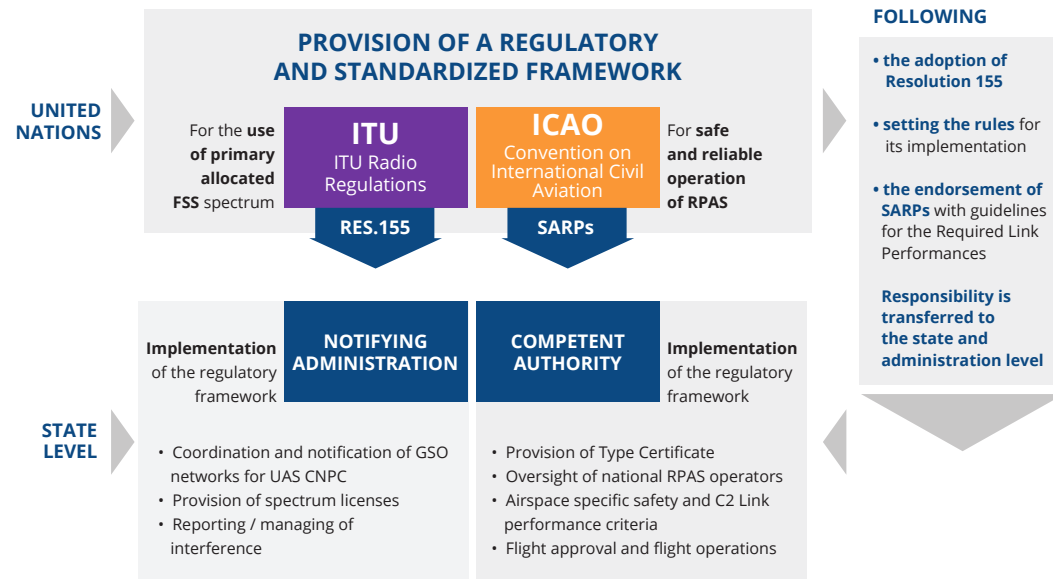 PROVISION OF A REGULATORY
AND STANDARDIZED FRAMEWORK
UNITED
NATIONS
For the use
of primary
allocated
FSS spectrum
ITU
ITU Radio
Regulations
RES.155
ICAO
Convention on
International Civil
Aviation
SARPs
For safe
and reliable
operation
of RPAS
FOLLOWING
• the adoption of
Resolution 155
• setting the rules for
its implementation
• the endorsement of
SARPs with guidelines
for the Required Link
Performances
Responsibility is
transferred to
the state and
administration level
STATE
LEVEL
Implementation
of the regulatory
framework
NOTIFYING
ADMINISTRATION
• Coordination and notification of GSO
networks for UAS CNPC
• Provision of spectrum licenses
• Reporting / managing of
interference
COMPETENT
AUTHORITY
Implementation
of the regulatory
framework
• Provision of Type Certificate
• Oversight of national RPAS operators
• Airspace specific safety and C2 Link
performance criteria
• Flight approval and flight operations